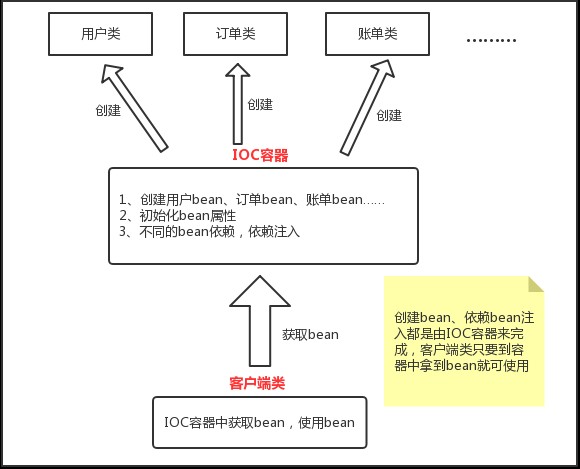 用户类
订单类
账单类
………
创建
创建
创建
IOC容器
1、创建用户bean、订单bean、账单bean……
2、初始化bean属性
3、不同的bean依赖，依赖注入
获取bean
创建bean、依赖bean注
入都是由IOC容器来完
成，客户端类只要到容
器中拿到bean就可使用
客户端类
IOC容器中获取bean，使用bean